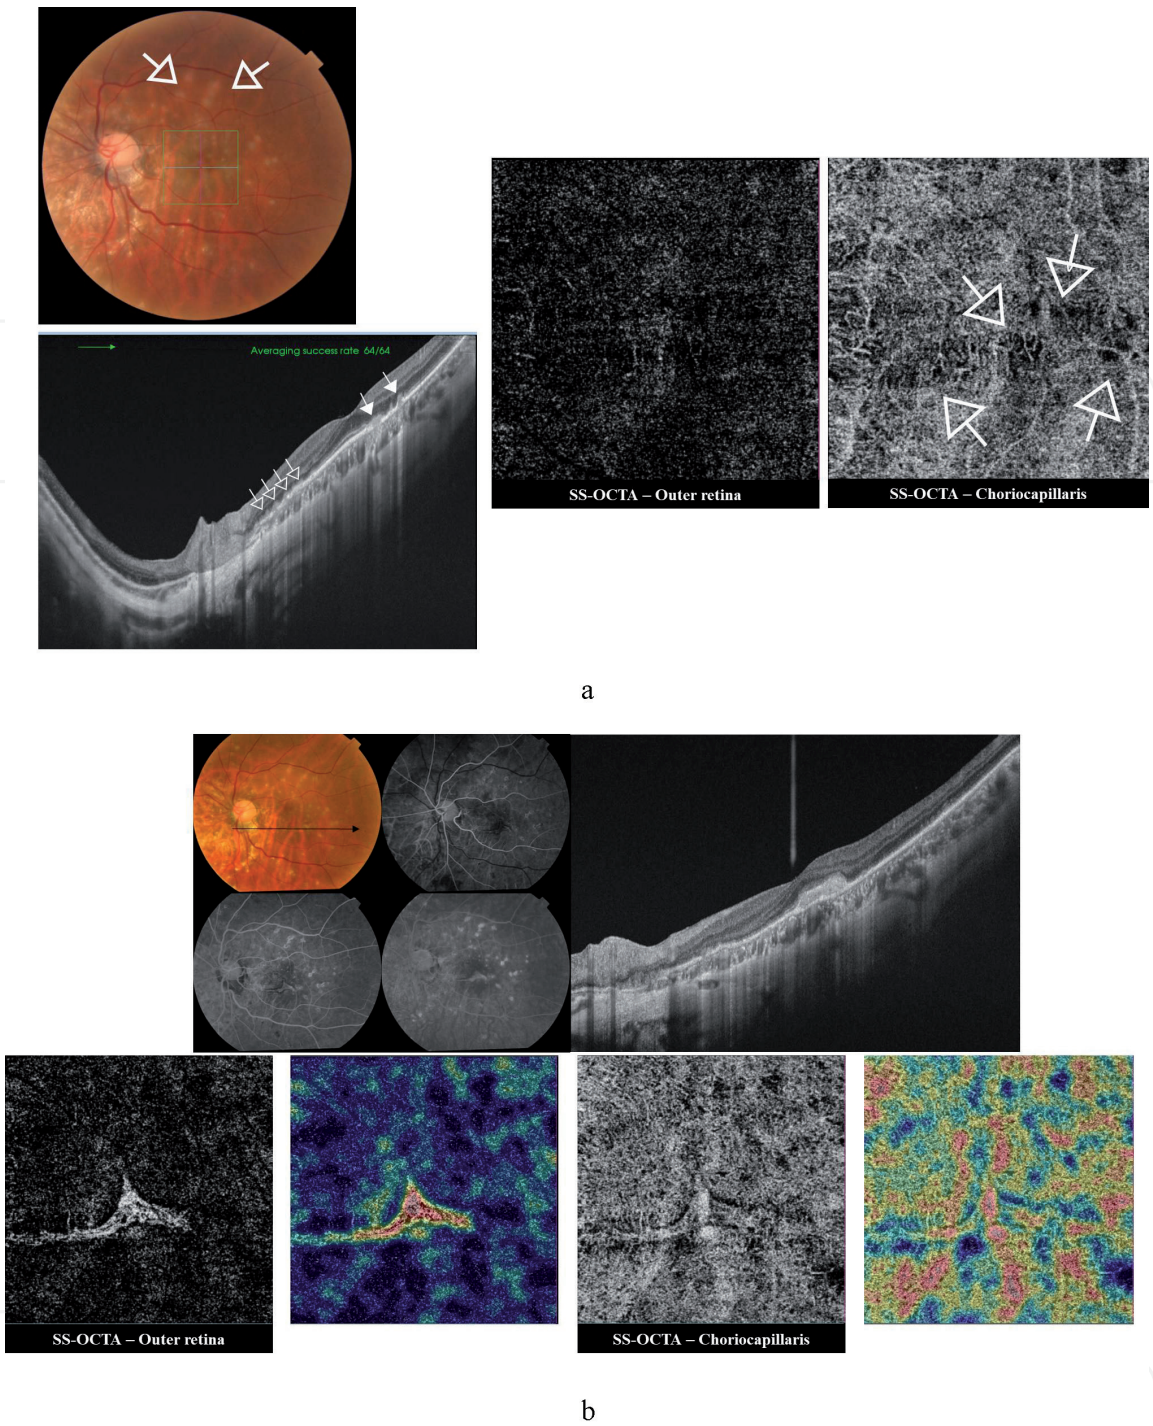 Averaging success rate 64/64
SS-OCTA – Outer retina
SS-OCTA – Choriocapillaris
a
SS-OCTA – Outer retina
SS-OCTA – Choriocapillaris
b